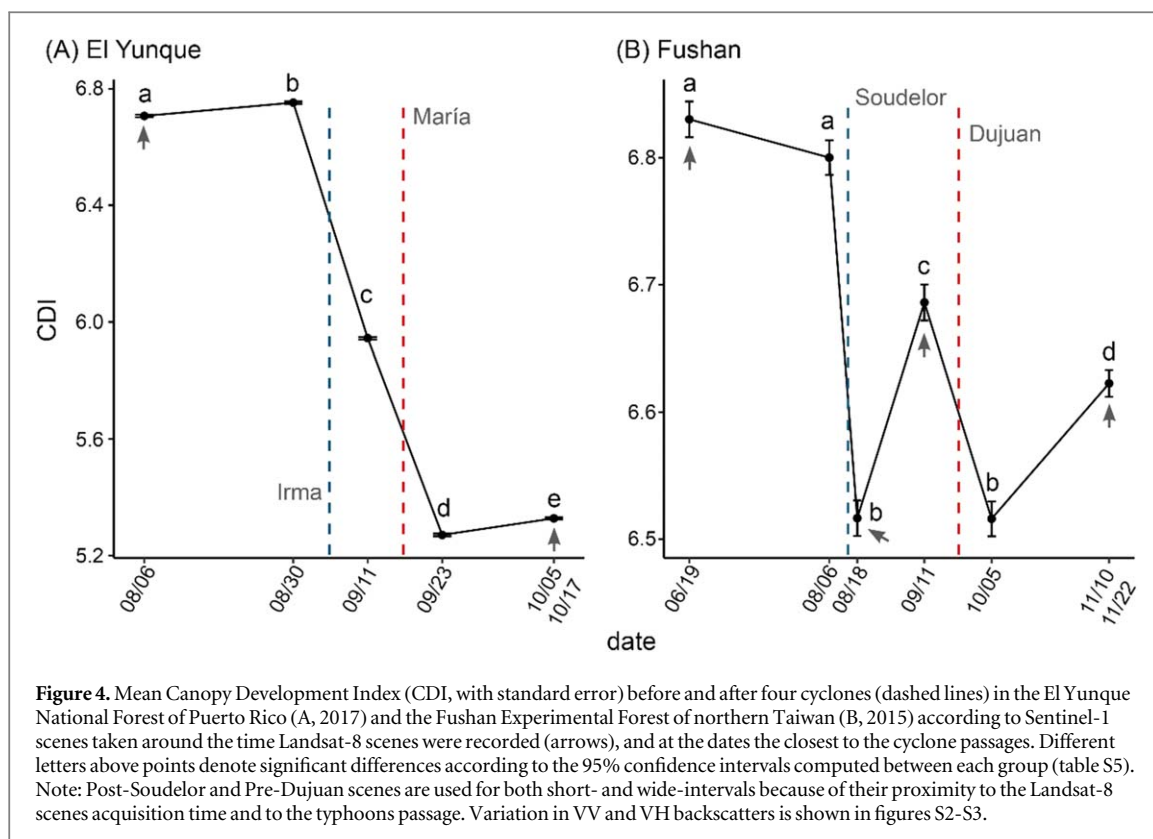 (A) El Yunque
(B) Fushan
a
b
María
c
Irma
d
e
6.8
6.4
6.0
5.6
5.2
CDI
08/06
08/30
09/11
09/23
10/05
10/17
a
a
Soudelor
Dujuan
c
b
b
d
6.8
6.7
6.6
6.5
06/19
08/06
08/18
09/11
10/05
11/10
11/22
date
Figure 4. Mean Canopy Development Index (CDI, with standard error) before and after four cyclones (dashed lines) in the El Yunque
National Forest of Puerto Rico (A, 2017) and the Fushan Experimental Forest of northern Taiwan (B, 2015) according to Sentinel-1
scenes taken around the time Landsat-8 scenes were recorded (arrows), and at the dates the closest to the cyclone passages. Different
letters above points denote significant differences according to the 95% confidence intervals computed between each group (table S5).
Note: Post-Soudelor and Pre-Dujuan scenes are used for both short- and wide-intervals because of their proximity to the Landsat-8
scenes acquisition time and to the typhoons passage. Variation in VV and VH backscatters is shown in figures S2-S3.